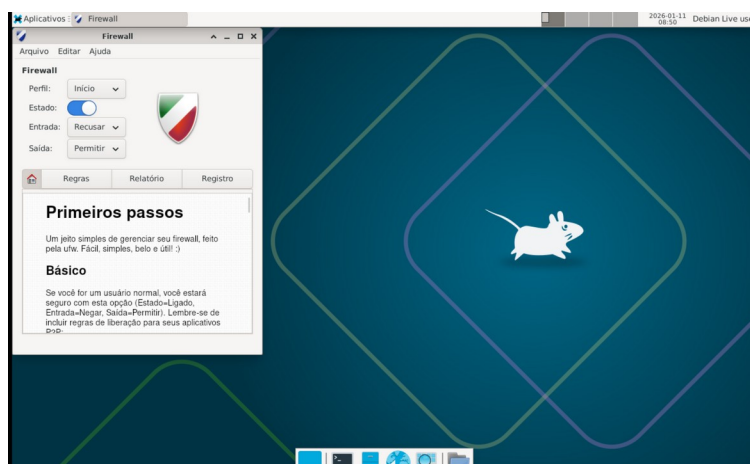 Aplicativos
Firewall
2026-01-11
08:50
Debian Live use
Firewall
Arquivo Editar Ajuda
Firewall
Perfil: Início
Estado:
Entrada: Recusar
Saída: Permitir
Regras Relatório Registro
Primeiros passos
Um jeito simples de gerenciar seu firewall, feito
pela ufw. Fácil, simples, belo e útil! :)
Básico
Se você for um usuário normal, você estará
seguro com esta opção (Estado=Ligado,
Entrada=Negar, Saída=Permitir). Lembre-se de
incluir regras de liberação para seus aplicativos
P2P: